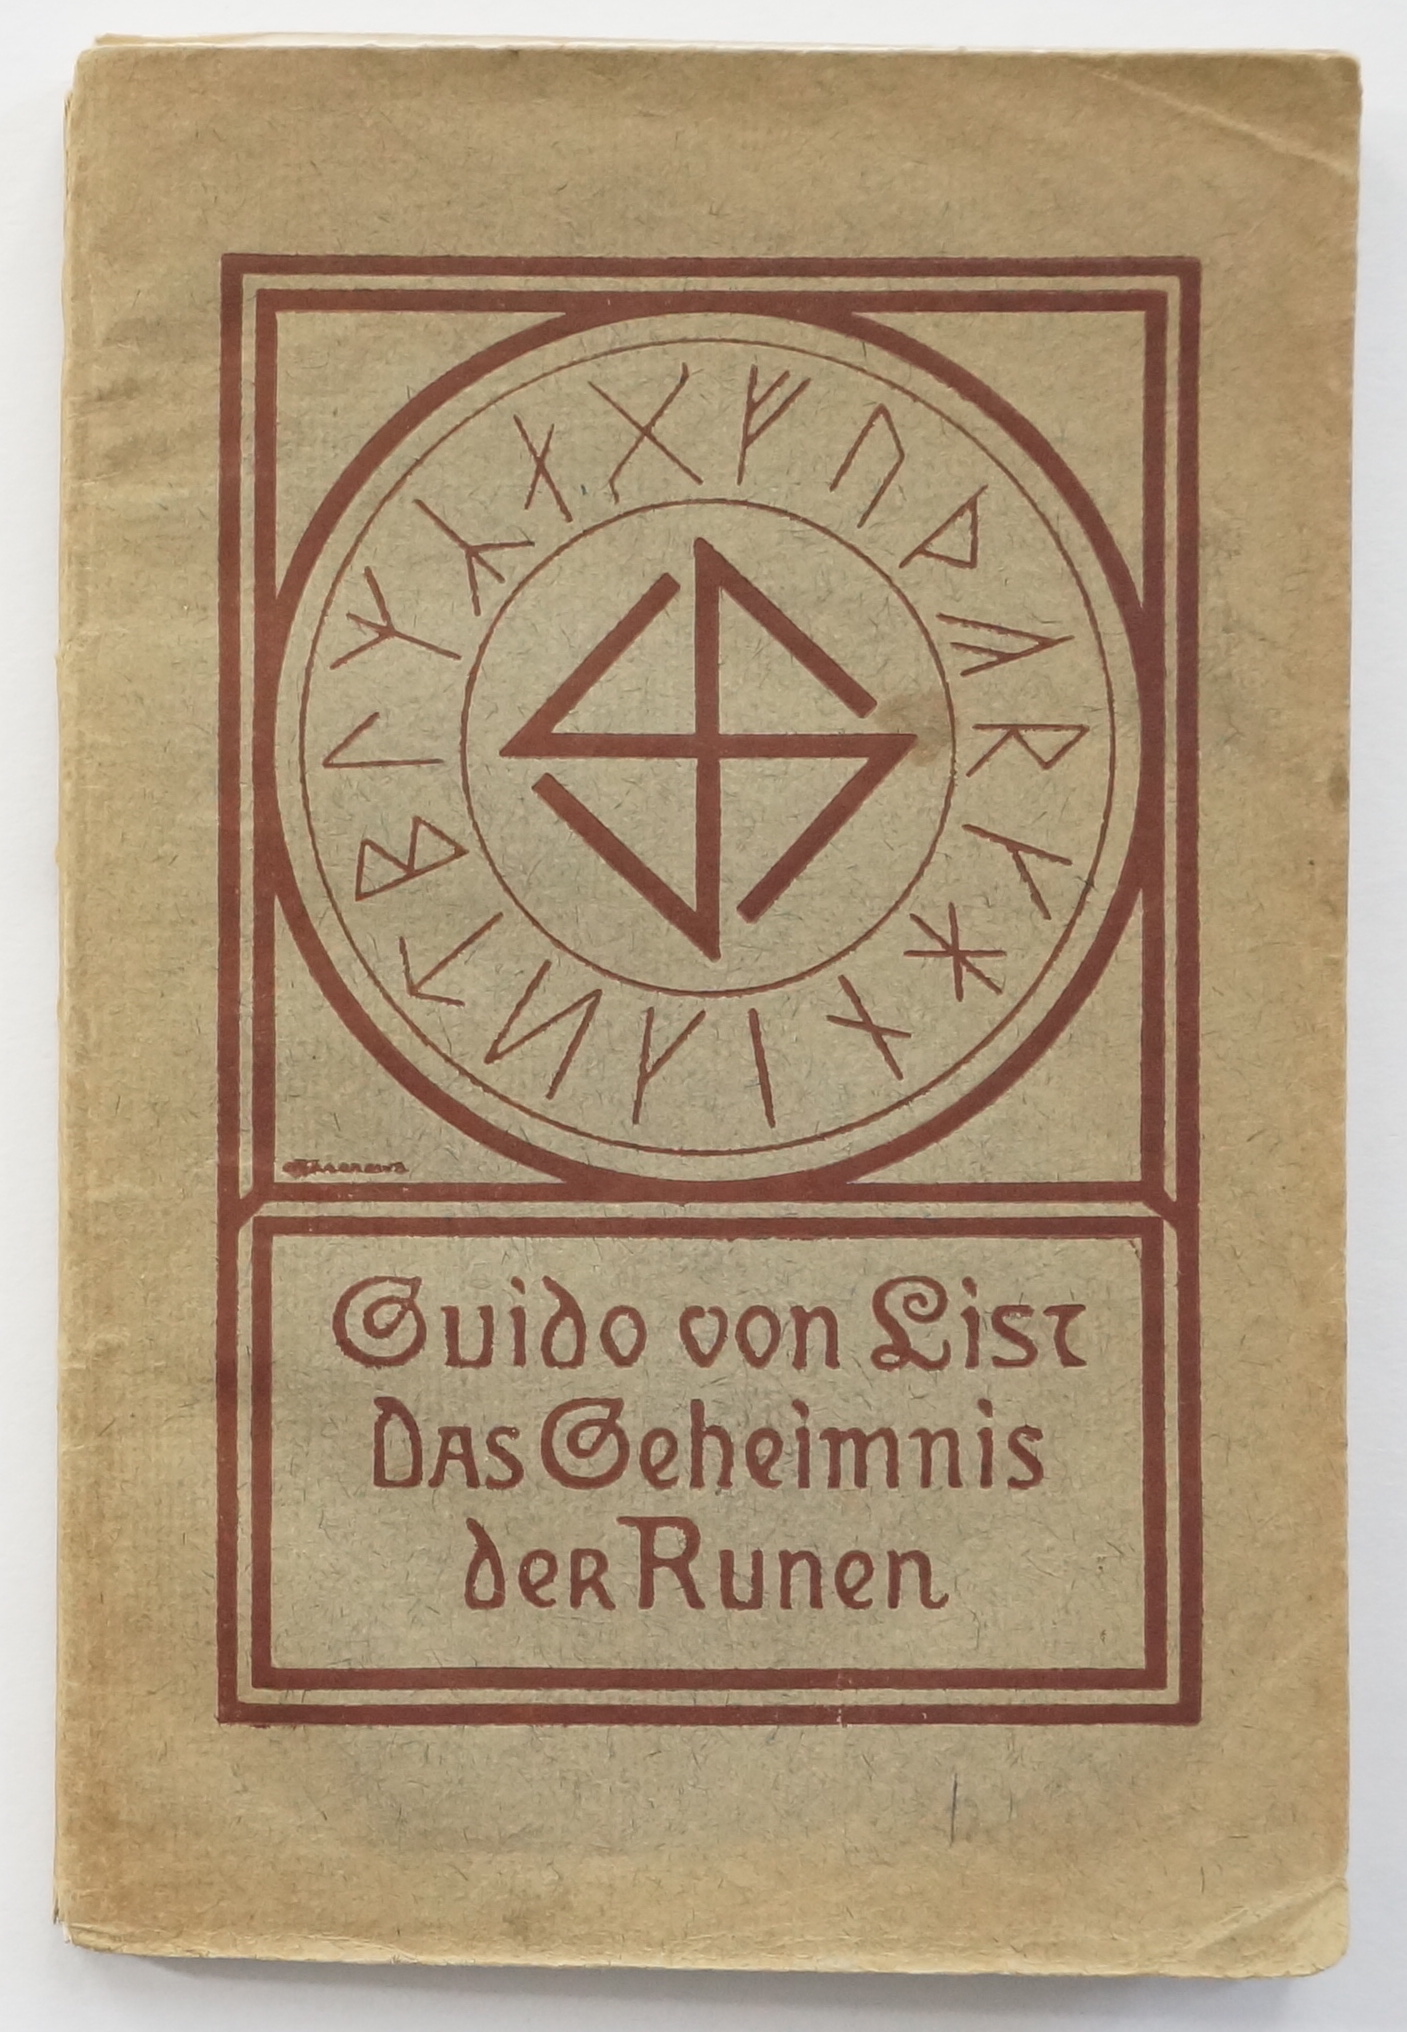 Guido von List
Das Geheimnis
der Runen